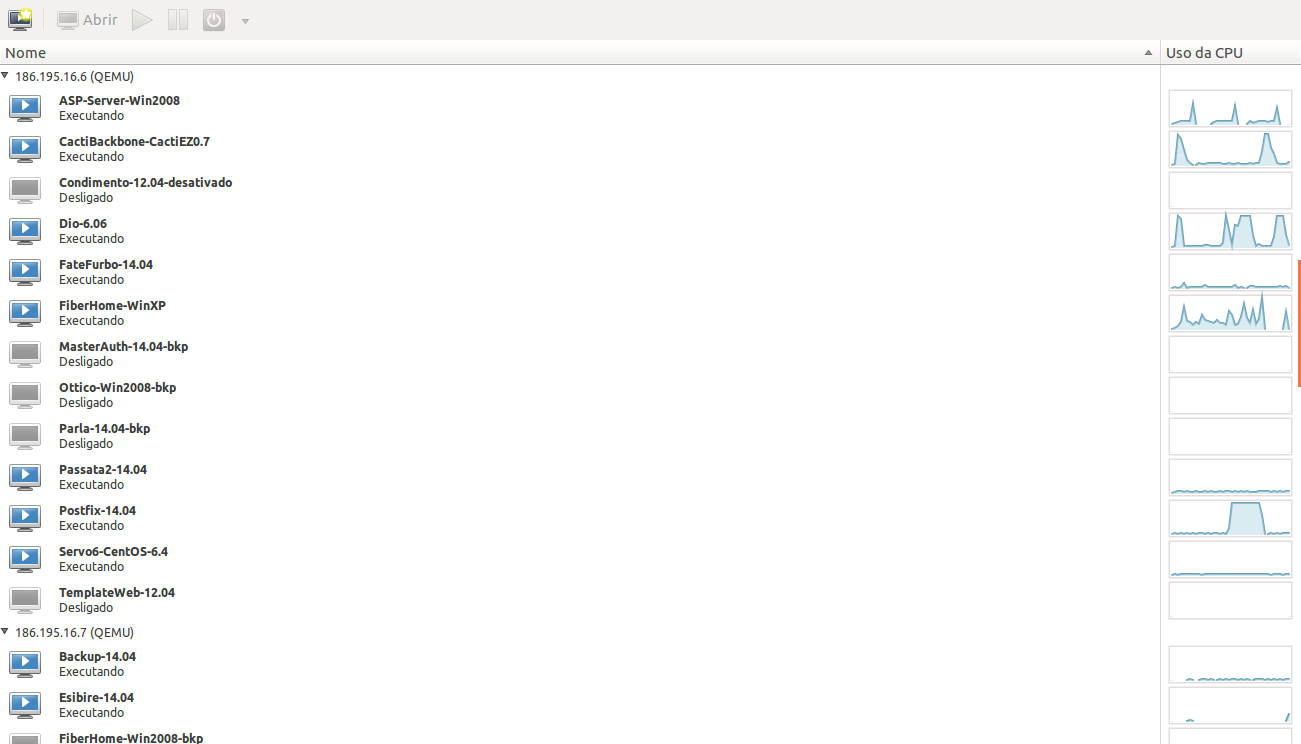 Abrir
Nome
Uso da CPU
186.195.16.6 (QEMU)
ASP-Server-Win2008
Executando
CactiBackbone-CactiEZ0.7
Executando
Condimento-12.04-desativado
Desligado
Dio-6.06
Executando
FateFurbo-14.04
Executando
FiberHome-WinXP
Executando
MasterAuth-14.04-bkp
Desligado
Ottico-Win2008-bkp
Desligado
Parla-14.04-bkp
Desligado
Passata2-14.04
Executando
Postfix-14.04
Executando
Servo6-CentOS-6.4
Executando
TemplateWeb-12.04
Desligado
186.195.16.7 (QEMU)
Backup-14.04
Executando
Esibire-14.04
Executando
FiberHome-Win2008-bkp